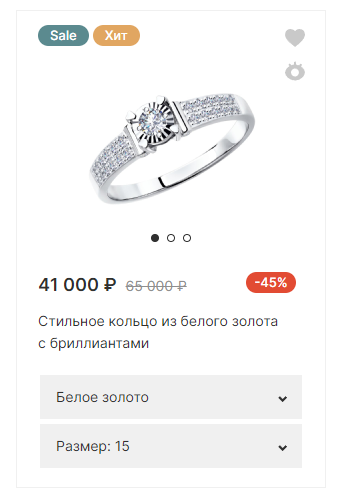 Sale Хит
41 000 ₽ 65 000 ₽ -45%
Стильное кольцо из белого золота
с бриллиантами
Белое золото
Размер: 15